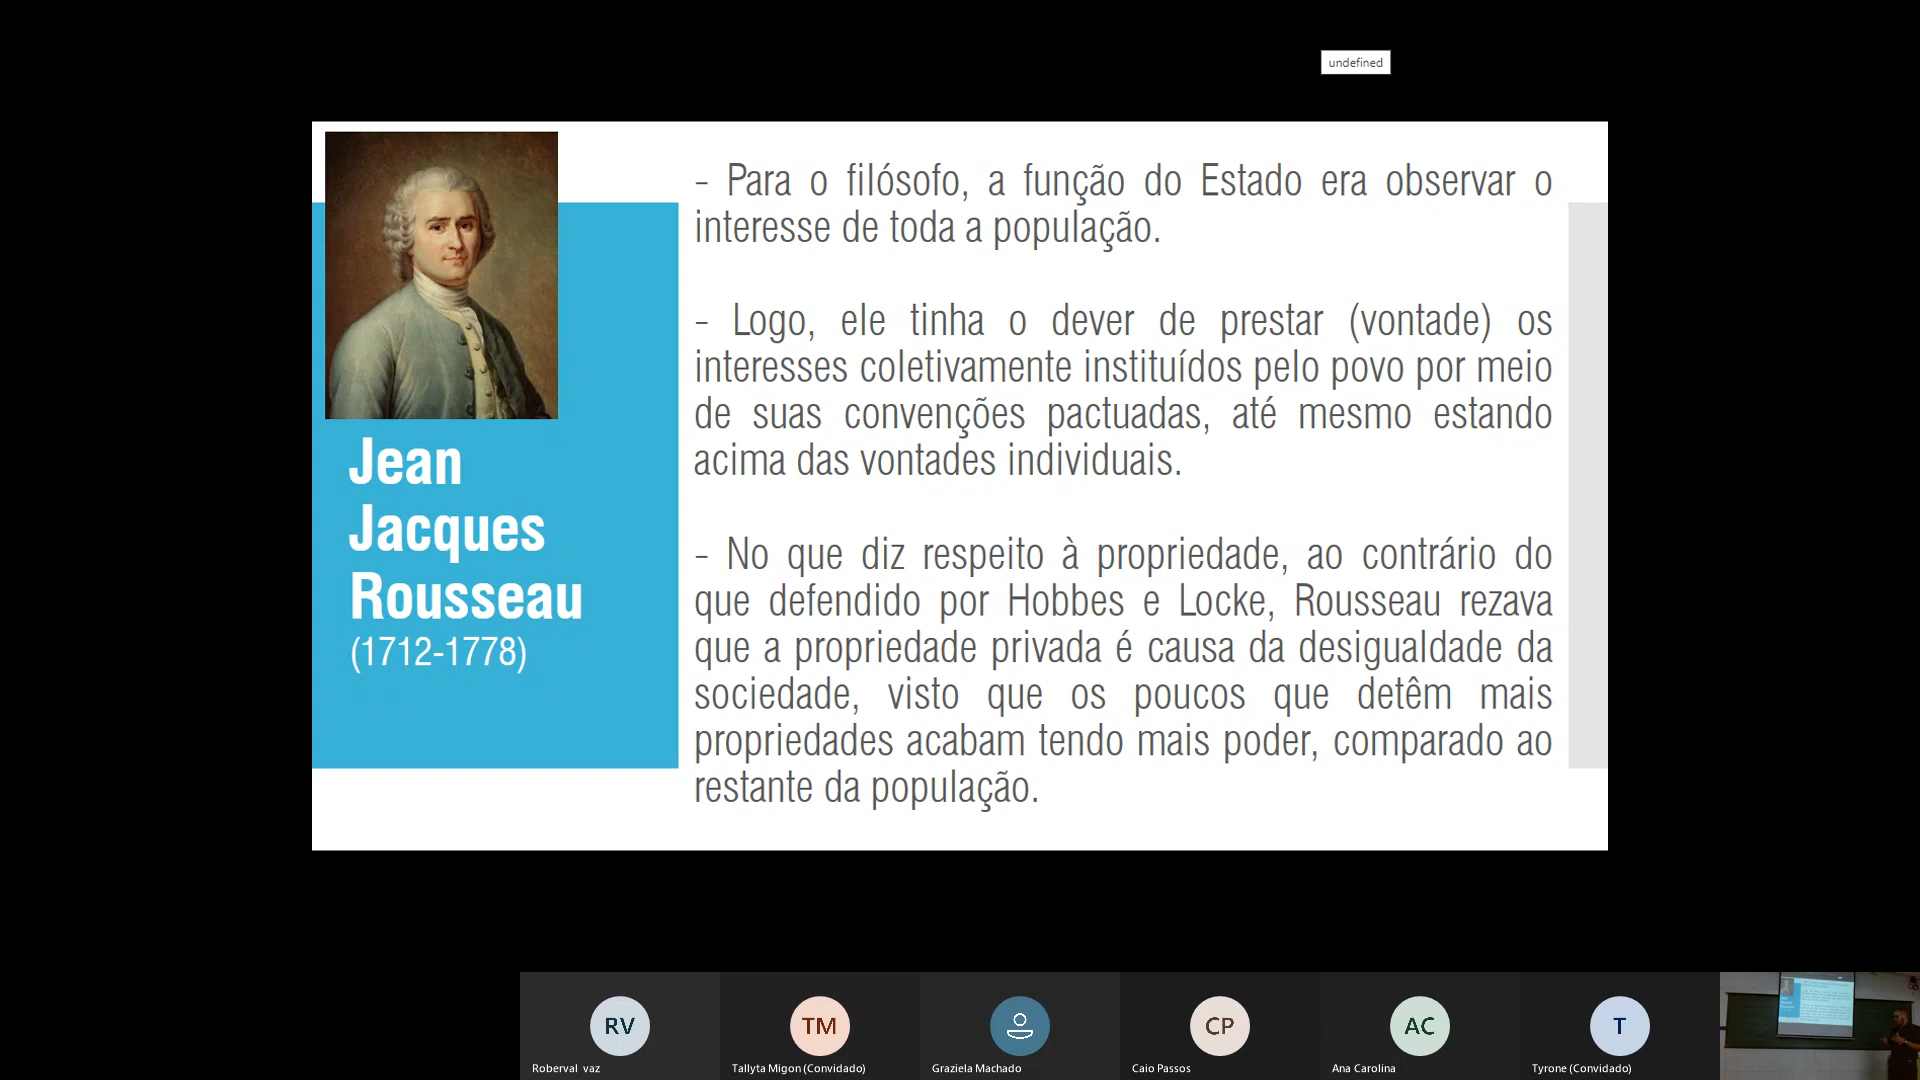 undefined
- Para o filósofo, a função do Estado era observar o
interesse de toda a população.
- Logo, ele tinha o dever de prestar (vontade) os
interesses coletivamente instituídos pelo povo por meio
de suas convenções pactuadas, até mesmo estando
acima das vontades individuais.
- No que diz respeito à propriedade, ao contrário do
que defendido por Hobbes e Locke, Rousseau rezava
que a propriedade privada é causa da desigualdade da
sociedade, visto que os poucos que detêm mais
propriedades acabam tendo mais poder, comparado ao
restante da população.
Jean
Jacques
Rousseau
(1712-1778)
RV
TM
CP
AC
T
Roberval vaz
Tallyta Migon (Convidado)
Graziela Machado
Caio Passos
Ana Carolina
Tyrone (Convidado)